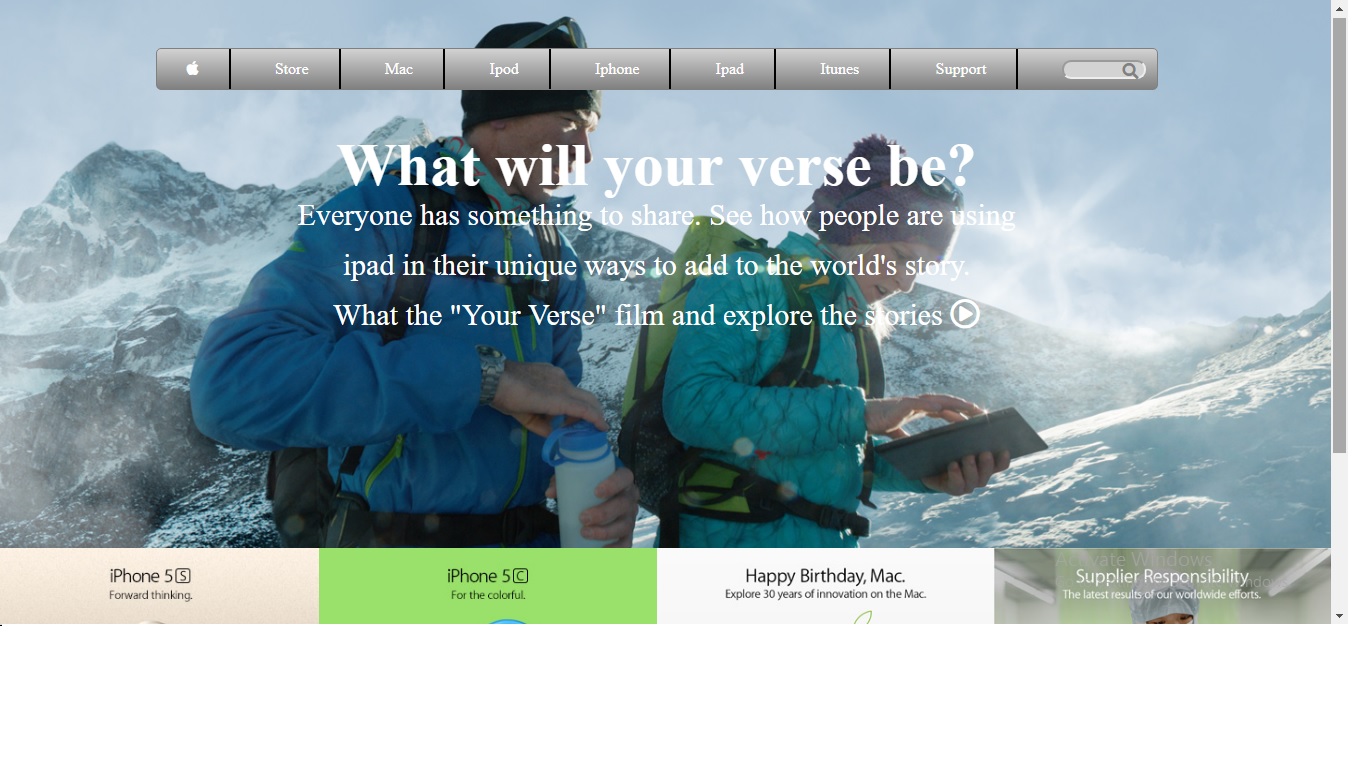 Store Mac Ipod Iphone Ipad Itunes Support
What will your verse be?
Everyone has something to share. See how people are using
ipad in their unique ways to add to the world's story.
What the "Your Verse" film and explore the stories
iPhone 5S
Forward thinking.
iPhone 5C
For the colorful.
Happy Birthday, Mac.
Explore 30 years of innovation on the Mac.
Activate Windows
Supplier Responsibility
The latest results of our worldwide efforts.